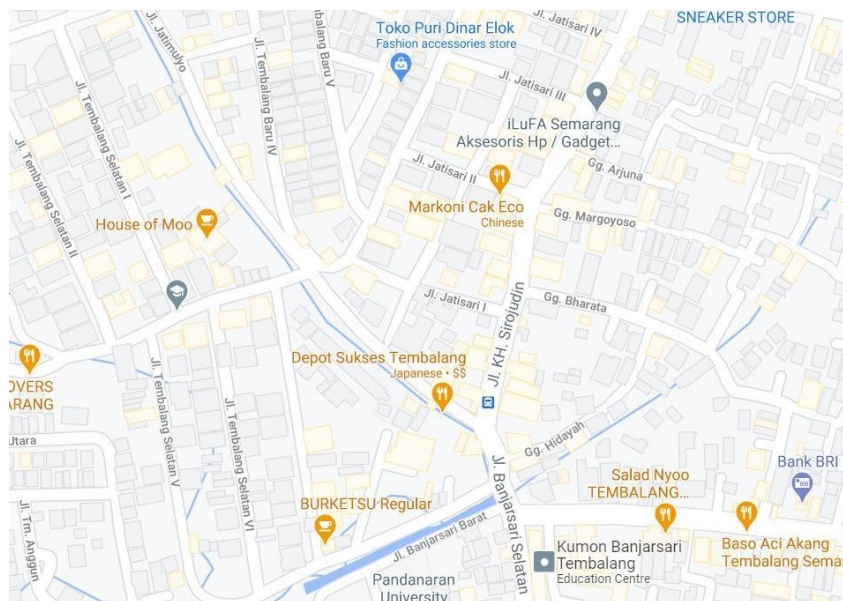 SNEAKER STORE
Jl. Jatimulyo
Jl. Tembalang Baru V
Toko Puri Dinar Elok
Fashion accessories store
Jl. Jatisari IV
Jl. Jatisari III
iLuFA Semarang
Aksesoris Hp / Gadget...
Jl. Tembalang Baru IV
Jl. Tembalang Selatan I
Jl. Tembalang Selatan II
Jl. Jatisari II
Gg. Arjuna
Markoni Cak Eco
Chinese
Gg. Margoyoso
House of Moo
Jl. Jatisari I
Gg. Bharata
Jl. KH. Sirojudin
Depot Sukses Tembalang
Japanese • $$
OVERS
ARANG
Jl. Tembalang Selatan V
Jl. Tembalang Selatan VI
Utara
Gg. Hidayah
Jl. Banjarsari Selatan
Salad Nyoo
TEMBALANG...
Bank BRI
BURKETSU Regular
Jl. Tm. Anggun
Jl. Banjarsari Barat
Kumon Banjarsari
Tembalang
Education Centre
Baso Aci Akang
Tembalang Semar
Pandanaran
University